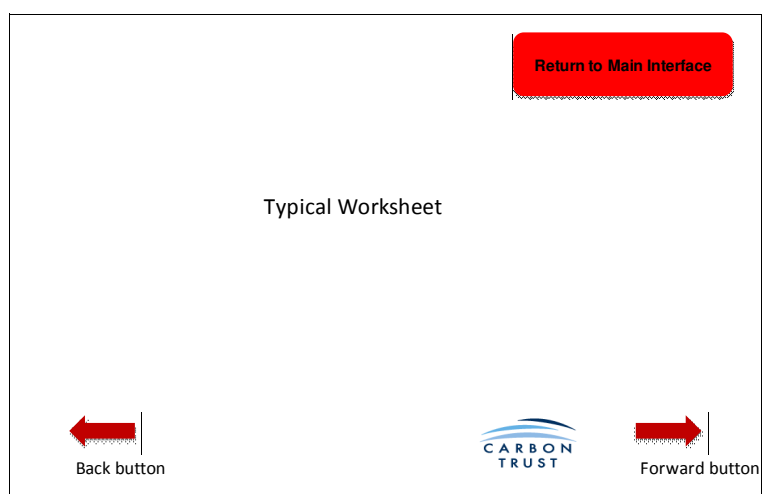 Return to Main Interface
Typical Worksheet
CARBON
TRUST
Back button
Forward button